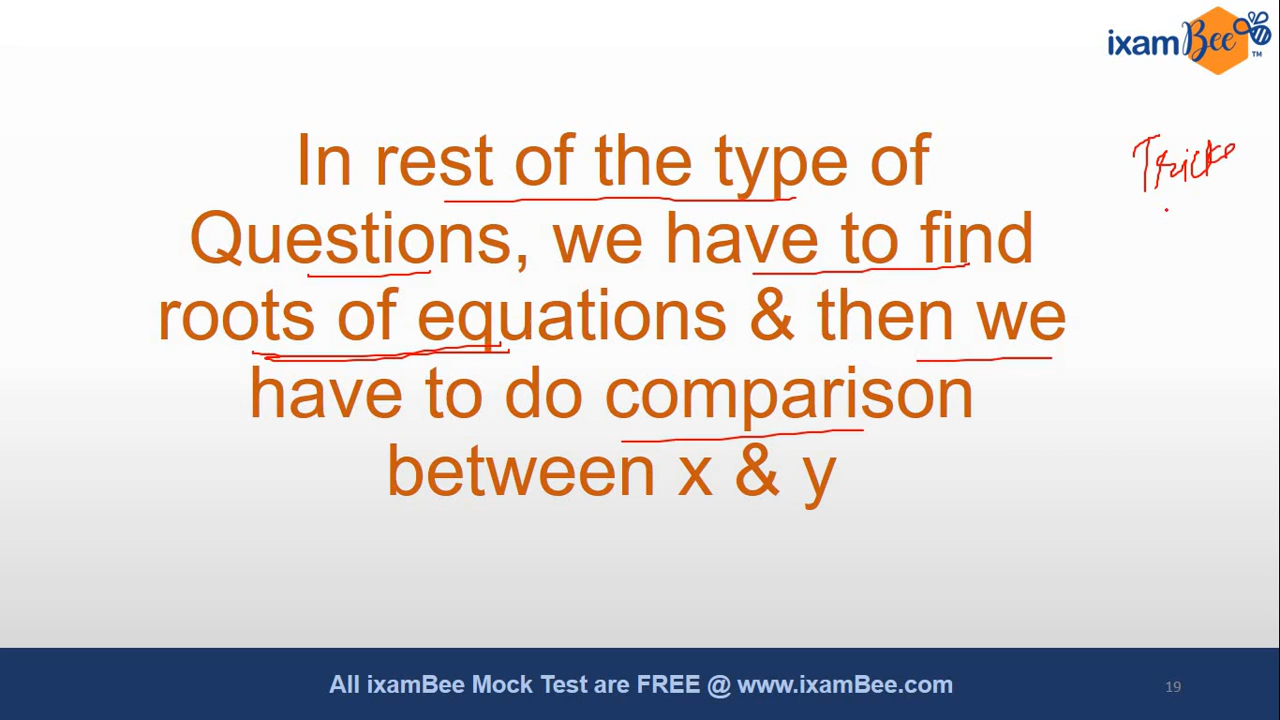 ixamBee
TM
In rest of the type of
Questions, we have to find
roots of equations & then we
have to do comparison
between x & y
Tricks
All ixamBee Mock Test are FREE @ www.ixamBee.com
19